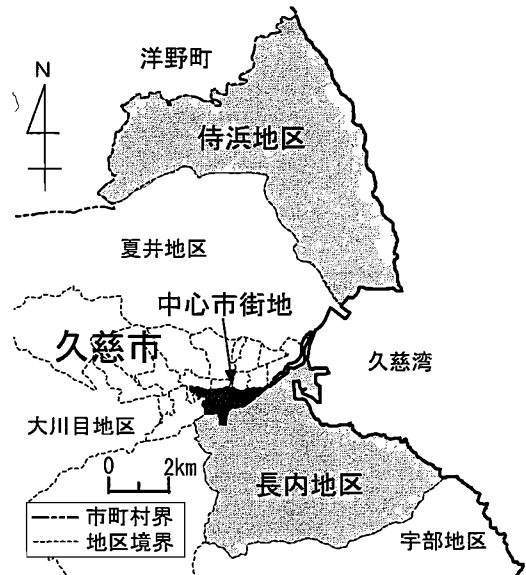 N
洋野町
侍浜地区
夏井地区
中心市街地
久慈市
久慈湾
大川目地区
0 2km
長内地区
市町村界
地区境界
宇部地区